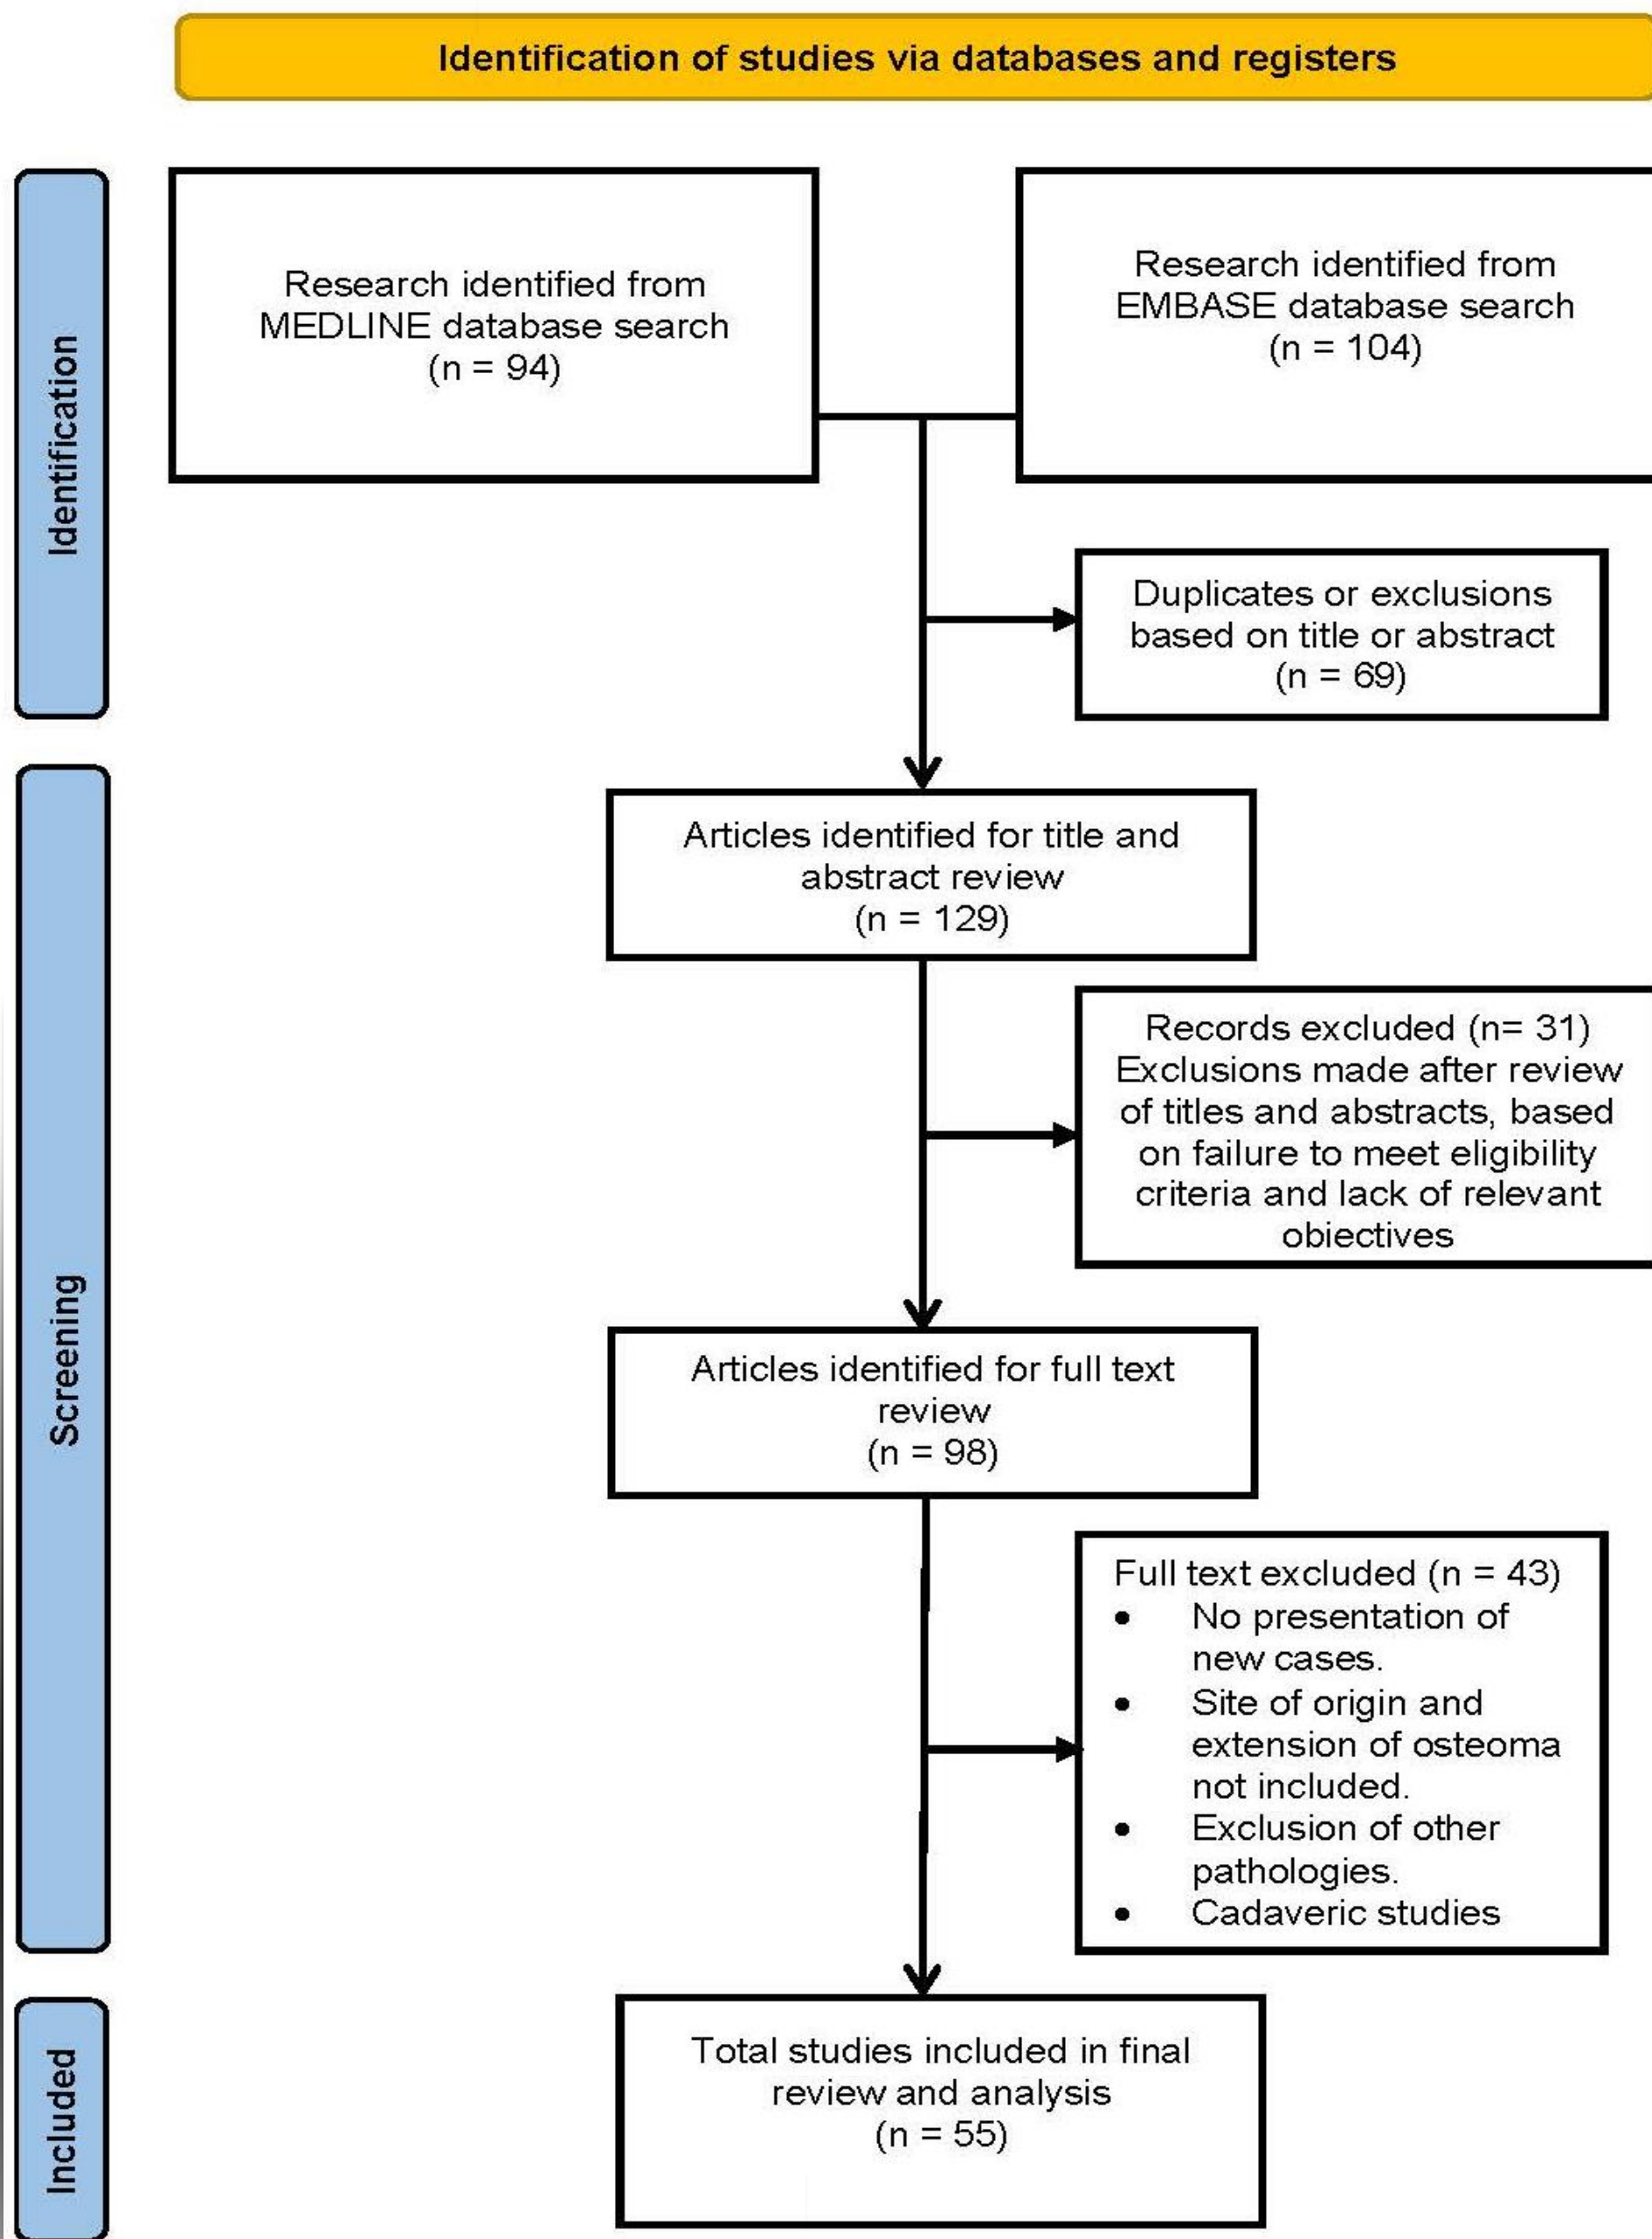 Identification of studies via databases and registers
Identification
Research identified from
MEDLINE database search
(n = 94)
Research identified from
EMBASE database search
(n = 104)
Duplicates or exclusions
based on title or abstract
(n = 69)
Screening
Articles identified for title and
abstract review
(n = 129)
Records excluded (n= 31)
Exclusions made after review
of titles and abstracts, based
on failure to meet eligibility
criteria and lack of relevant
objectives
Articles identified for full text
review
(n = 98)
Full text excluded (n = 43)
• No presentation of
new cases.
• Site of origin and
extension of osteoma
not included.
• Exclusion of other
pathologies.
• Cadaveric studies
Included
Total studies included in final
review and analysis
(n = 55)